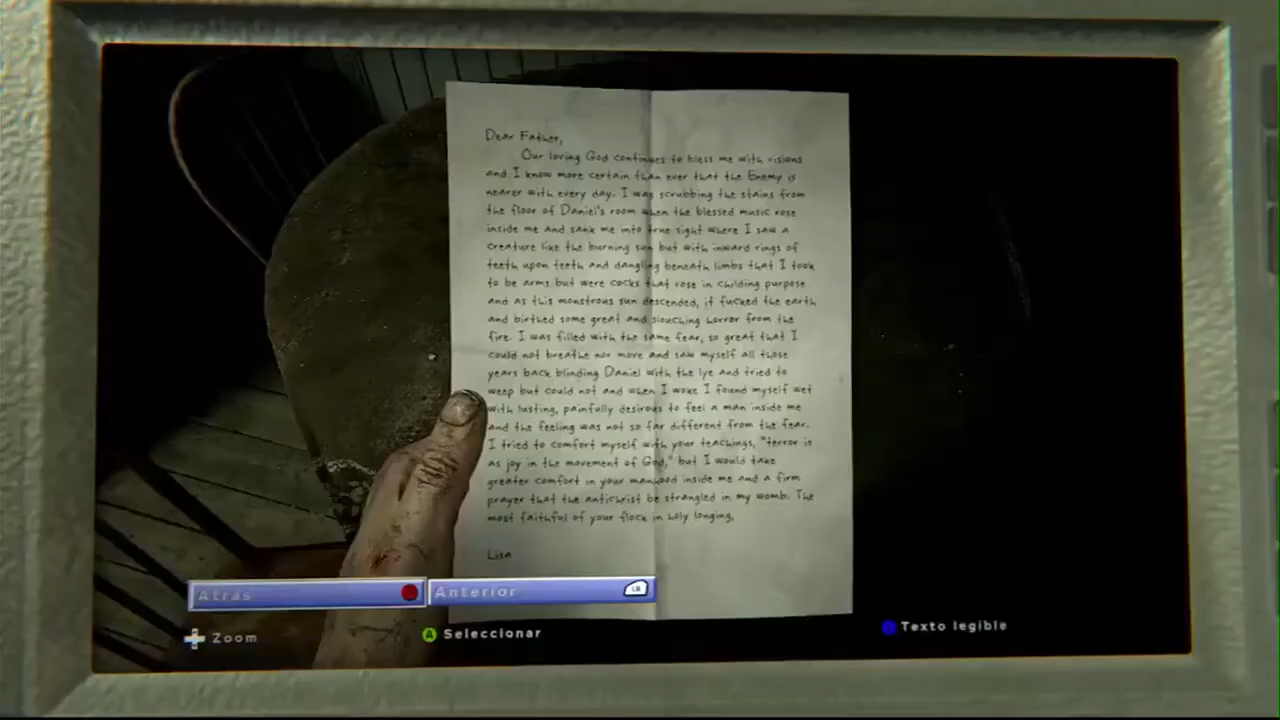 Dear Father,
Our loving God continues to bless me with visions
and I know more certain than ever that the Enemy is
nearer with every day. I was scrubbing the stains from
the floor of Daniel's room when the blessed music rose
inside me and sank me into true sight where I saw a
creature like the burning sun but with inward rings of
teeth upon teeth and dangling beneath limbs that I took
to be arms but were cocks that rose in childing purpose
and as this monstrous sun descended, it fucked the earth
and birthed some great and slouching horror from the
fire. I was filled with the same fear, so great that I
could not breathe nor move and saw myself all those
years back blinding Daniel with the lye and tried to
weep but could not and when I woke I found myself wet
with lusting, painfully desirous to feel a man inside me
and the feeling was not so far different from the fear.
I tried to comfort myself with your teachings, "terror is
as joy in the movement of God," but I would take
greater comfort in your manhood inside me and a firm
prayer that the antichrist be strangled in my womb. The
most faithful of your flock in holy longing,
Lisa
Atrás
Anterior
LB
Zoom
A Seleccionar
Texto legible